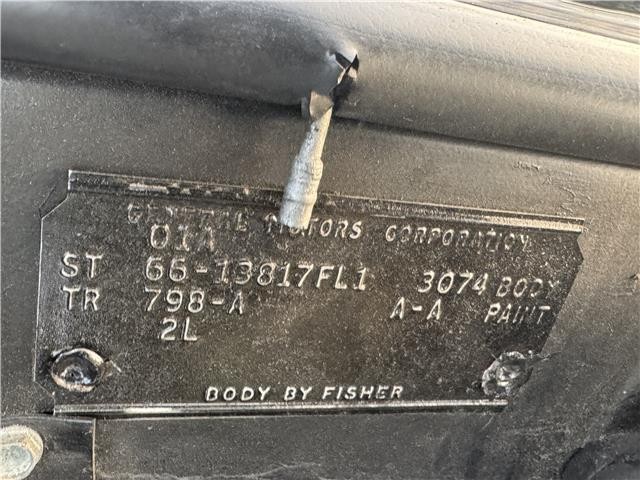 GENERAL MOTORS CORPORATION
01A
ST 66-13817FL1 3074 BODY
TR 798-A A-A PAINT
2L
BODY BY FISHER